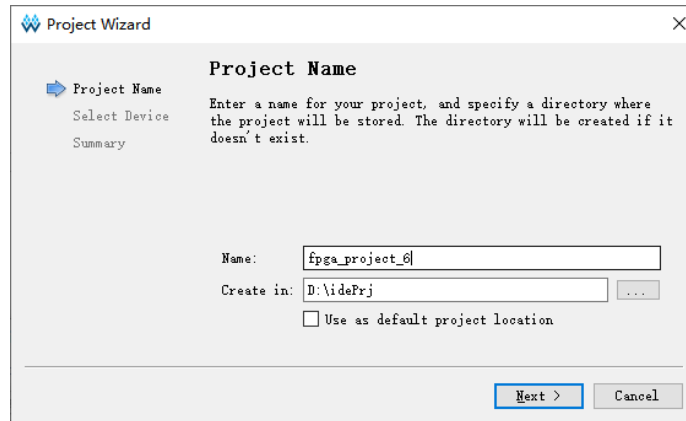 Project Wizard
Project Name
Project Name
Enter a name for your project, and specify a directory where
Select Device
the project will be stored. The directory will be created if it
doesn't exist.
Summary
Name: fpga_project_6
Create in: D:\idePrj ...
Use as default project location
Next > Cancel